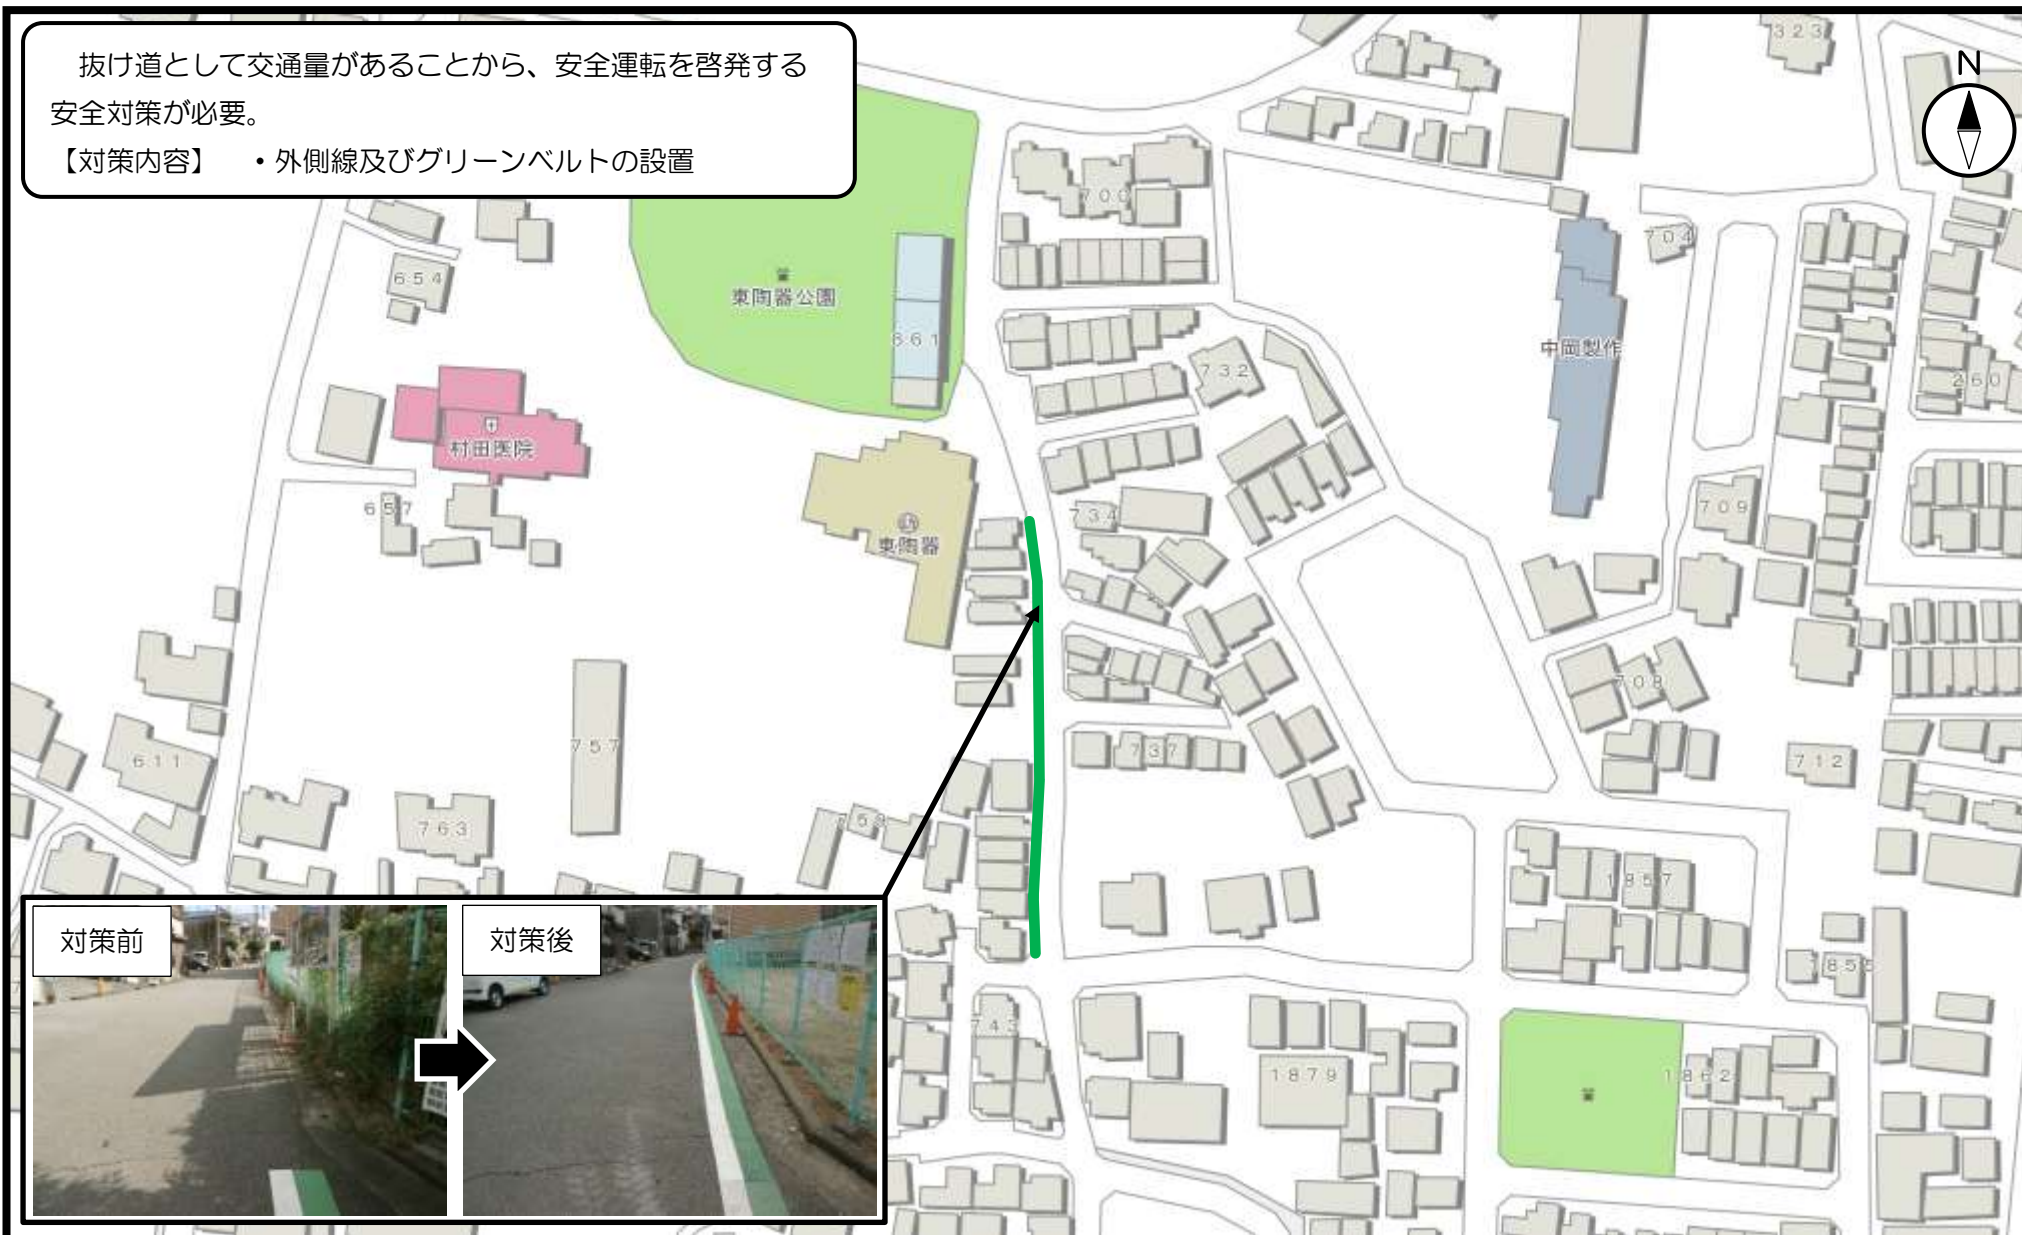 抜け道として交通量があることから、安全運転を啓発する
安全対策が必要。
【対策内容】　・外側線及びグリーンベルトの設置
N
323
700
704
654
東陶器公園
661
中岡製作
732
260
村田医院
657
734
709
東陶器
708
757
737
611
712
763
759
1857
対策前
対策後
1855
743
1879
1862